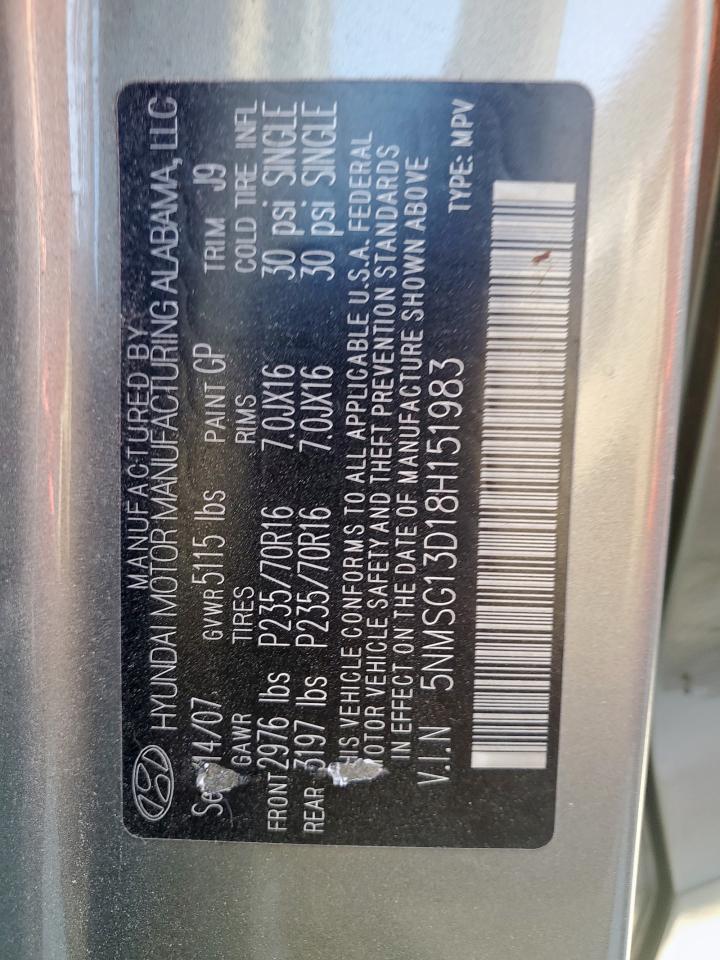 MANUFACTURED BY
HYUNDAI MOTOR MANUFACTURING ALABAMA, LLC
14/07 GVWR 5115 lbs PAINT GP TRIM J9
GAWR TIRES RIMS COLD TIRE INFL
FRONT 2976 lbs P235/70R16 7.0JX16 30 psi SINGLE
REAR 3197 lbs P235/70R16 7.0JX16 30 psi SINGLE
HIS VEHICLE CONFORMS TO ALL APPLICABLE U.S.A. FEDERAL
MOTOR VEHICLE SAFETY AND THEFT PREVENTION STANDARDS
IN EFFECT ON THE DATE OF MANUFACTURE SHOWN ABOVE
V.I.N 5NMSG13D18H151983 TYPE: MPV